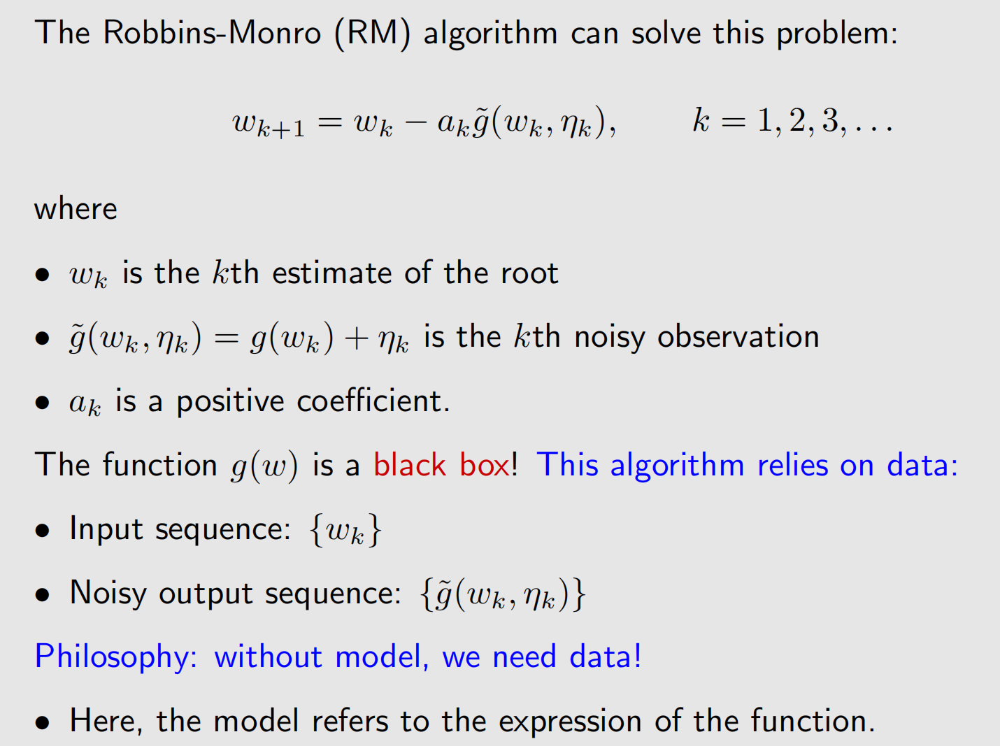 The Robbins-Monro (RM) algorithm can solve this problem:
$w_{k+1} = w_k - a_k \tilde{g}(w_k, \eta_k), \qquad k = 1, 2, 3, \ldots$
where
• $w_k$ is the $k$th estimate of the root
• $\tilde{g}(w_k, \eta_k) = g(w_k) + \eta_k$ is the $k$th noisy observation
• $a_k$ is a positive coefficient.
The function $g(w)$ is a black box! This algorithm relies on data:
• Input sequence: $\{w_k\}$
• Noisy output sequence: $\{\tilde{g}(w_k, \eta_k)\}$
Philosophy: without model, we need data!
• Here, the model refers to the expression of the function.